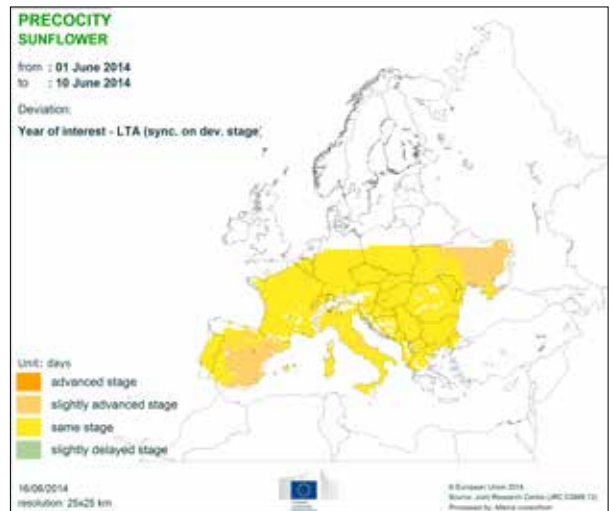 PRECOCITY
SUNFLOWER
from : 01 June 2014
to : 10 June 2014
Deviation:
Year of interest - LTA (sync. on dev. stage)
Unit: days
advanced stage
slightly advanced stage
same stage
slightly delayed stage
16/06/2014
resolution: 25x25 km
© European Union 2014
Source: Joint Research Centre (JRC CGMS 12)
Processed by: consortium